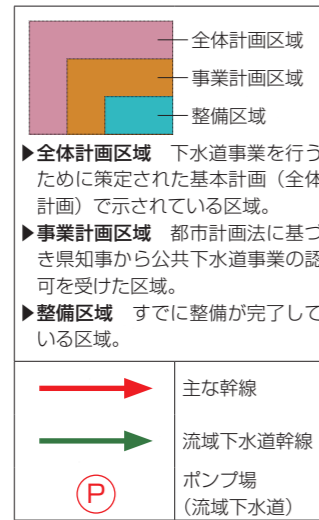 全体計画区域
事業計画区域
整備区域
▶全体計画区域　下水道事業を行う
ために策定された基本計画（全体
計画）で示されている区域。
▶事業計画区域　都市計画法に基づ
き県知事から公共下水道事業の認
可を受けた区域。
▶整備区域　すでに整備が完了して
いる区域。
主な幹線
流域下水道幹線
P
ポンプ場
（流域下水道）